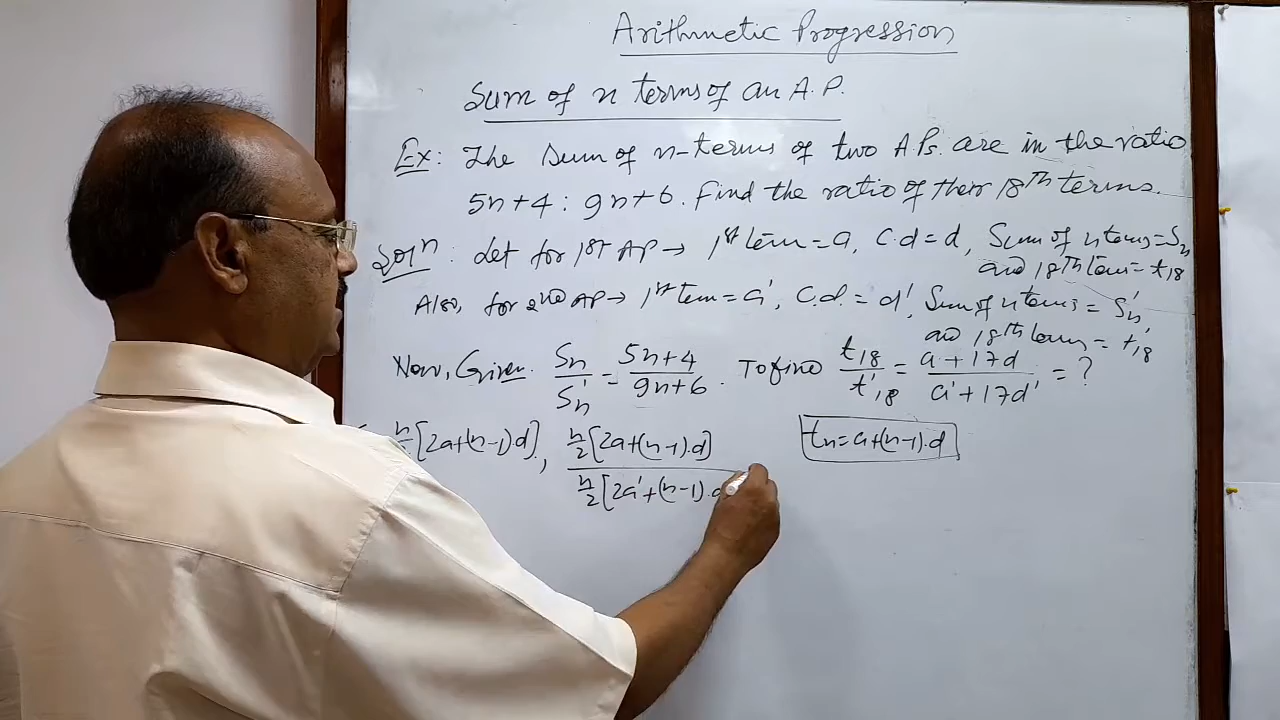 Arithmetic Progression
Sum of n terms of an A.P.
Ex: The sum of n-terms of two A.Ps. are in the ratio
5n+4 : 9n+6. Find the ratio of their 18th terms.
Soln: Let for 1st AP → 1st term = a, C.d = d, Sum of n terms = Sn
and 18th term = t18
Also, for 2nd AP → 1st term = a', C.d. = d', Sum of n terms = S'n,
and 18th term = t'18
Now, Given. Sn/S'n = 5n+4/9n+6. To find t18/t'18 = a+17d/a'+17d' = ?
n/2[2a+(n-1)d], n/2[2a+(n-1).d]/n/2[2a'+(n-1).d tn=a+(n-1).d